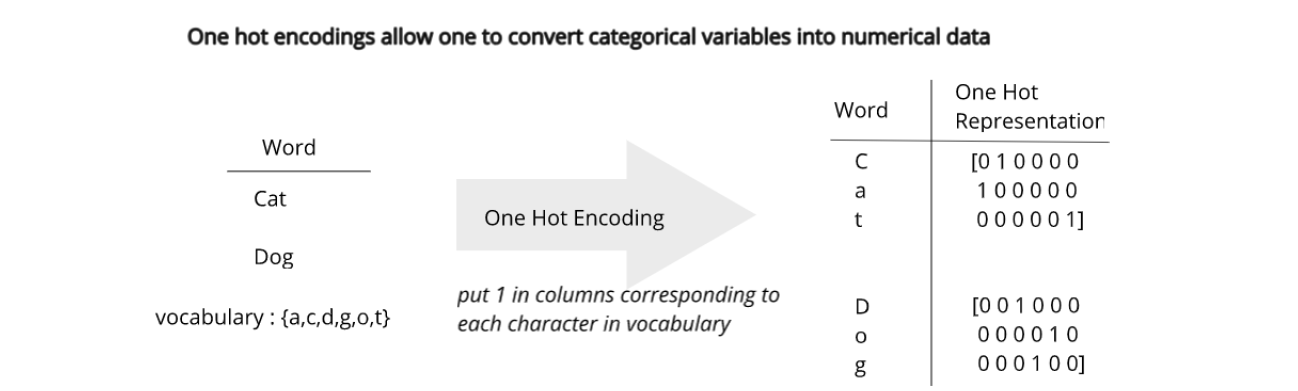 One hot encodings allow one to convert categorical variables into numerical data
Word
Cat
Dog
vocabulary : {a,c,d,g,o,t}
One Hot Encoding
put 1 in columns corresponding to
each character in vocabulary
Word
One Hot
Representation
C [0 1 0 0 0 0
a 1 0 0 0 0 0
t 0 0 0 0 0 1]
D [0 0 1 0 0 0
o 0 0 0 0 1 0
g 0 0 0 1 0 0]